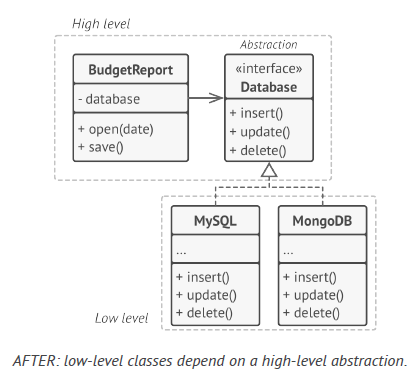 High level
Abstraction
BudgetReport
- database
+ open(date)
+ save()
«interface»
Database
+ insert()
+ update()
+ delete()
MySQL
...
+ insert()
+ update()
+ delete()
MongoDB
...
+ insert()
+ update()
+ delete()
Low level
AFTER: low-level classes depend on a high-level abstraction.